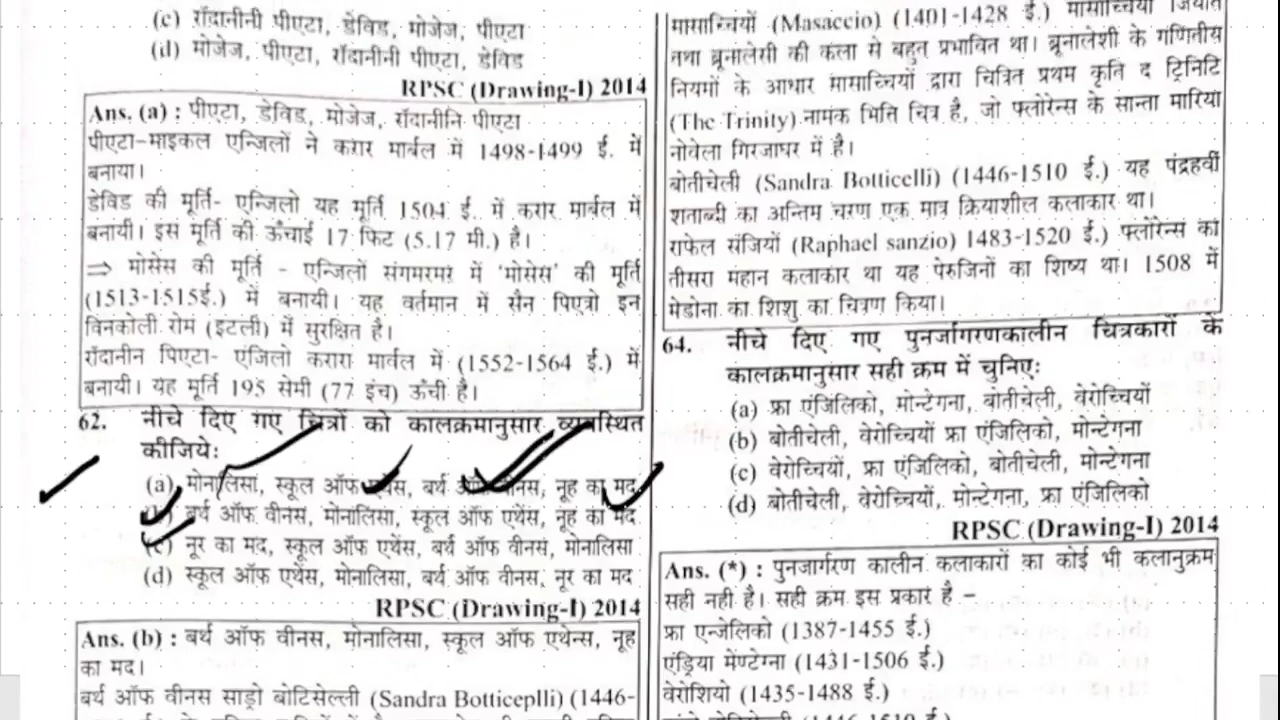 (c) रॉदानीनी पीएटा, डेविड, मोजेज, पीएटा
(d) मोजेज, पीएटा, रॉदानीनी पीएटा, डेविड
RPSC (Drawing-I) 2014
Ans. (a) : पीएटा, डेविड, मोजेज, रॉदानीनि पीएटा
पीएटा–माइकल एन्जिलों ने करार मार्बल में 1498-1499 ई. में
बनाया।
डेविड की मूर्ति- एन्जिलो यह मूर्ति 1504 ई. में करार मार्बल में
बनायी। इस मूर्ति की ऊँचाई 17 फिट (5.17 मी.) है।
⇒ मोसेस की मूर्ति - एन्जिलों संगमरमर में 'मोसेस' की मूर्ति
(1513-1515ई.) में बनायी। यह वर्तमान में सैन पिएत्रो इन
विनकोली रोम (इटली) में सुरक्षित है।
रॉदानीन पिएटा- एंजिलो करारा मार्वल में (1552-1564 ई.) में
बनायी। यह मूर्ति 195 सेमी (77 इंच) ऊँची है।
62. नीचे दिए गए चित्रों को कालक्रमानुसार व्यवस्थित
कीजिये:
(a) मोनालिसा, स्कूल ऑफ एथेंस, बर्थ ऑफ वीनस, नूह का मद
(b) बर्थ ऑफ वीनस, मोनालिसा, स्कूल ऑफ एथेंस, नूह का मद
(c) नूर का मद, स्कूल ऑफ एथेंस, बर्थ ऑफ वीनस, मोनालिसा
(d) स्कूल ऑफ एथेंस, मोनालिसा, बर्थ ऑफ वीनस, नूर का मद
RPSC (Drawing-I) 2014
Ans. (b) : बर्थ ऑफ वीनस, मोनालिसा, स्कूल ऑफ एथेन्स, नूह
का मद।
बर्थ ऑफ वीनस साड्रो बोटिसेल्ली (Sandra Botticeplli) (1446-
मासाच्चियों (Masaccio) (1401-1428 ई.) मासाच्चियों
तथा ब्रूनालेसी की कला से बहुत प्रभावित था। ब्रूनालेशी के गणितीय
नियमों के आधार मासाच्चियों द्वारा चित्रित प्रथम कृति द ट्रिनिटि
(The Trinity) नामक भिति चित्र है, जो फ्लोरेन्स के सान्ता मारिया
नोवेला गिरजाघर में है।
बोतीचेली (Sandra Botticelli) (1446-1510 ई.) यह पंद्रहवीं
शताब्दी का अन्तिम चरण एक मात्र क्रियाशील कलाकार था।
राफेल सेंजियों (Raphael sanzio) 1483-1520 ई.) फ्लोरेन्स का
तीसरा महान कलाकार था यह पेरुजिनों का शिष्य था। 1508 में
मेडोना का शिशु का चित्रण किया।
64. नीचे दिए गए पुनर्जागरणकालीन चित्रकारों के
कालक्रमानुसार सही क्रम में चुनिए:
(a) फ्रा एंजिलिको, मोन्टेगना, बोतीचेली, वेरोच्चियों
(b) बोतीचेली, वेरोच्चियों फ्रा एंजिलिको, मोन्टेगना
(c) वेरोच्चियों, फ्रा एंजिलिको, बोतीचेली, मोन्टेगना
(d) बोतीचेली, वेरोच्चियों, मोन्टेगना, फ्रा एंजिलिको
RPSC (Drawing-I) 2014
Ans. (*) : पुनजार्गरण कालीन कलाकारों का कोई भी कलानुक्रम
सही नही है। सही क्रम इस प्रकार है –
फ्रा एन्जेलिको (1387-1455 ई.)
एंड्रिया मेंण्टेग्ना (1431-1506 ई.)
वेरोशियो (1435-1488 ई.)